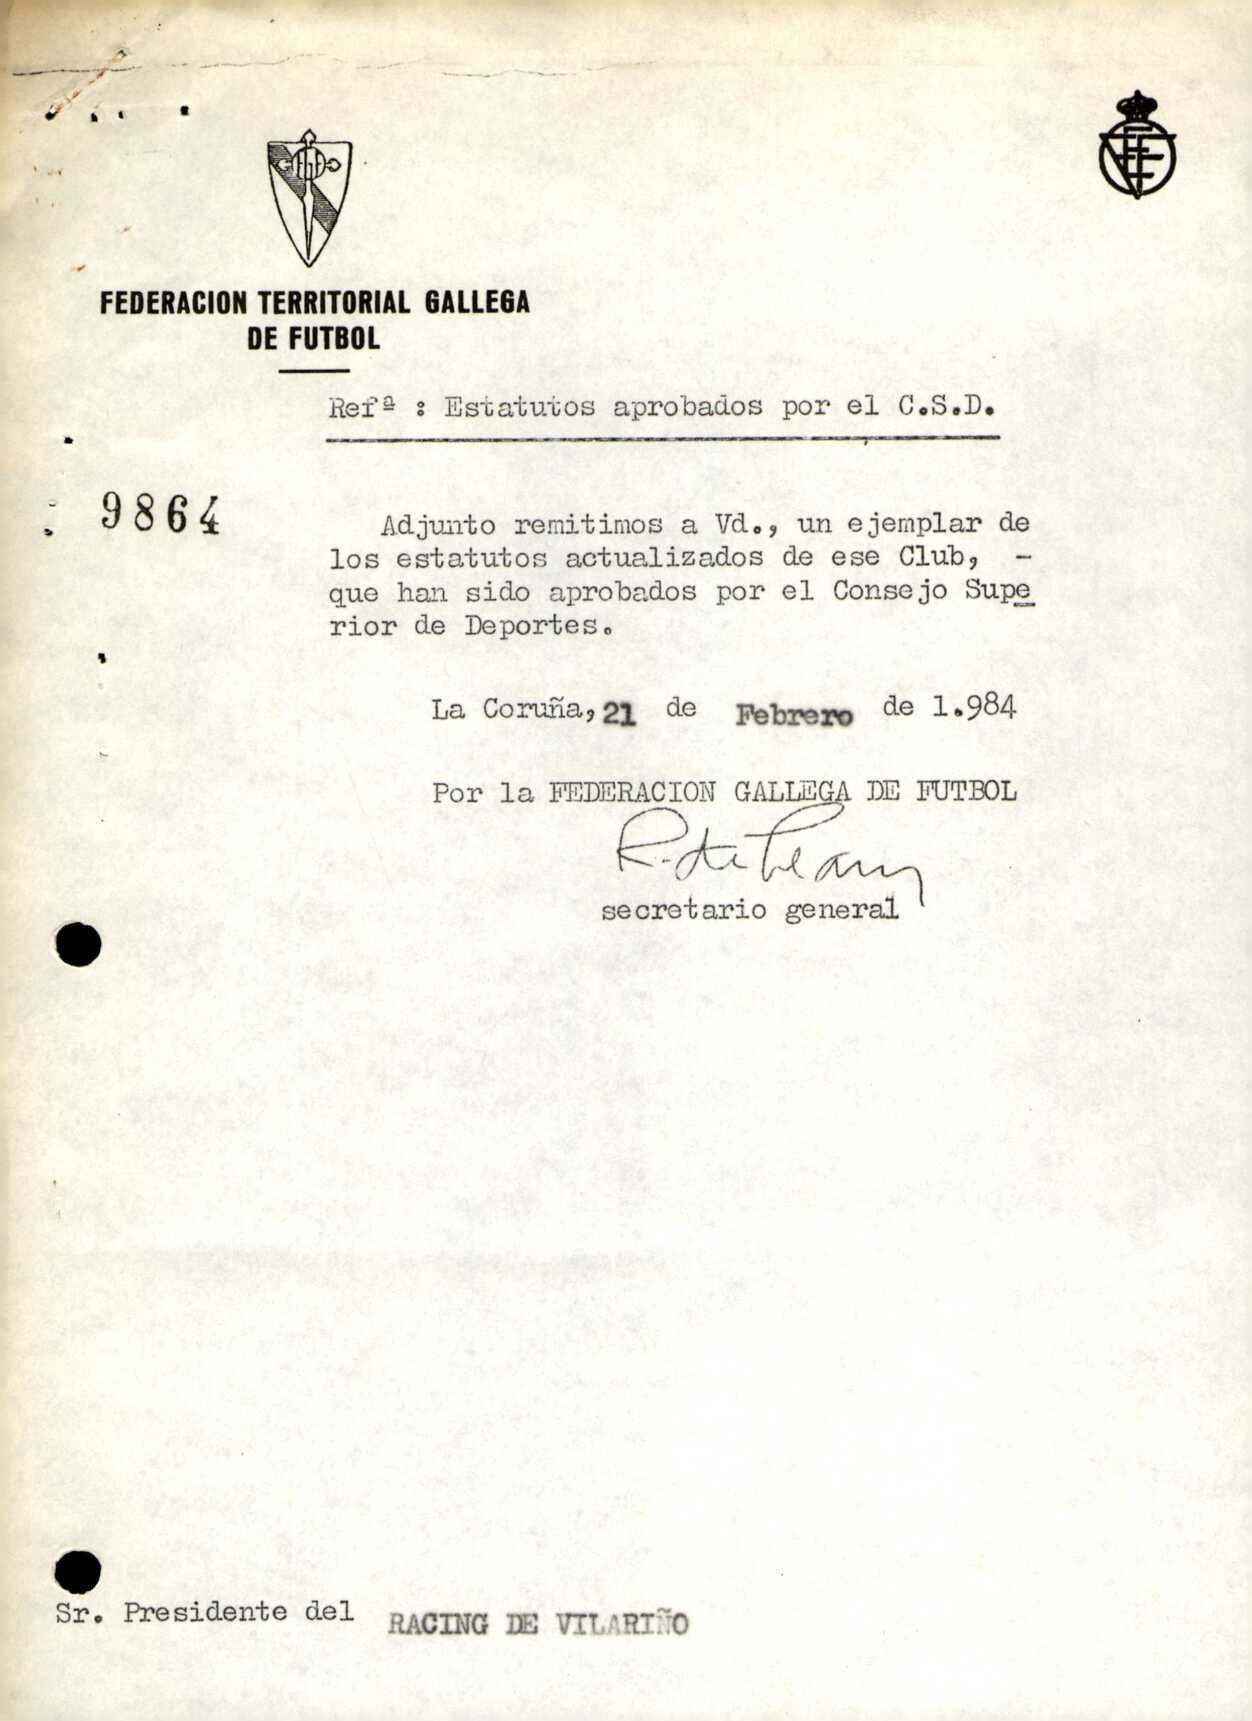 FEDERACION TERRITORIAL GALLEGA
DE FUTBOL
Refª : Estatutos aprobados por el C.S.D.
9864
Adjunto remitimos a Vd., un ejemplar de
los estatutos actualizados de ese Club, -
que han sido aprobados por el Consejo Supe
rior de Deportes.
La Coruña, 21 de Febrero de 1.984
Por la FEDERACION GALLEGA DE FUTBOL
secretario general
Sr. Presidente del RACING DE VILARIÑO